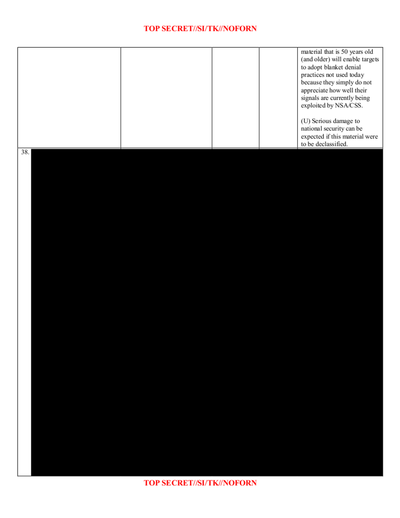 TOP SECRET//SI/TK//NOFORN
material that is 50 years old
(and older) will enable targets
to adopt blanket denial
practices not used today
because they simply do not
appreciate how well their
signals are currently being
exploited by NSA/CSS.
(U) Serious damage to
national security can be
expected if this material were
to be declassified.
38.
TOP SECRET//SI/TK//NOFORN